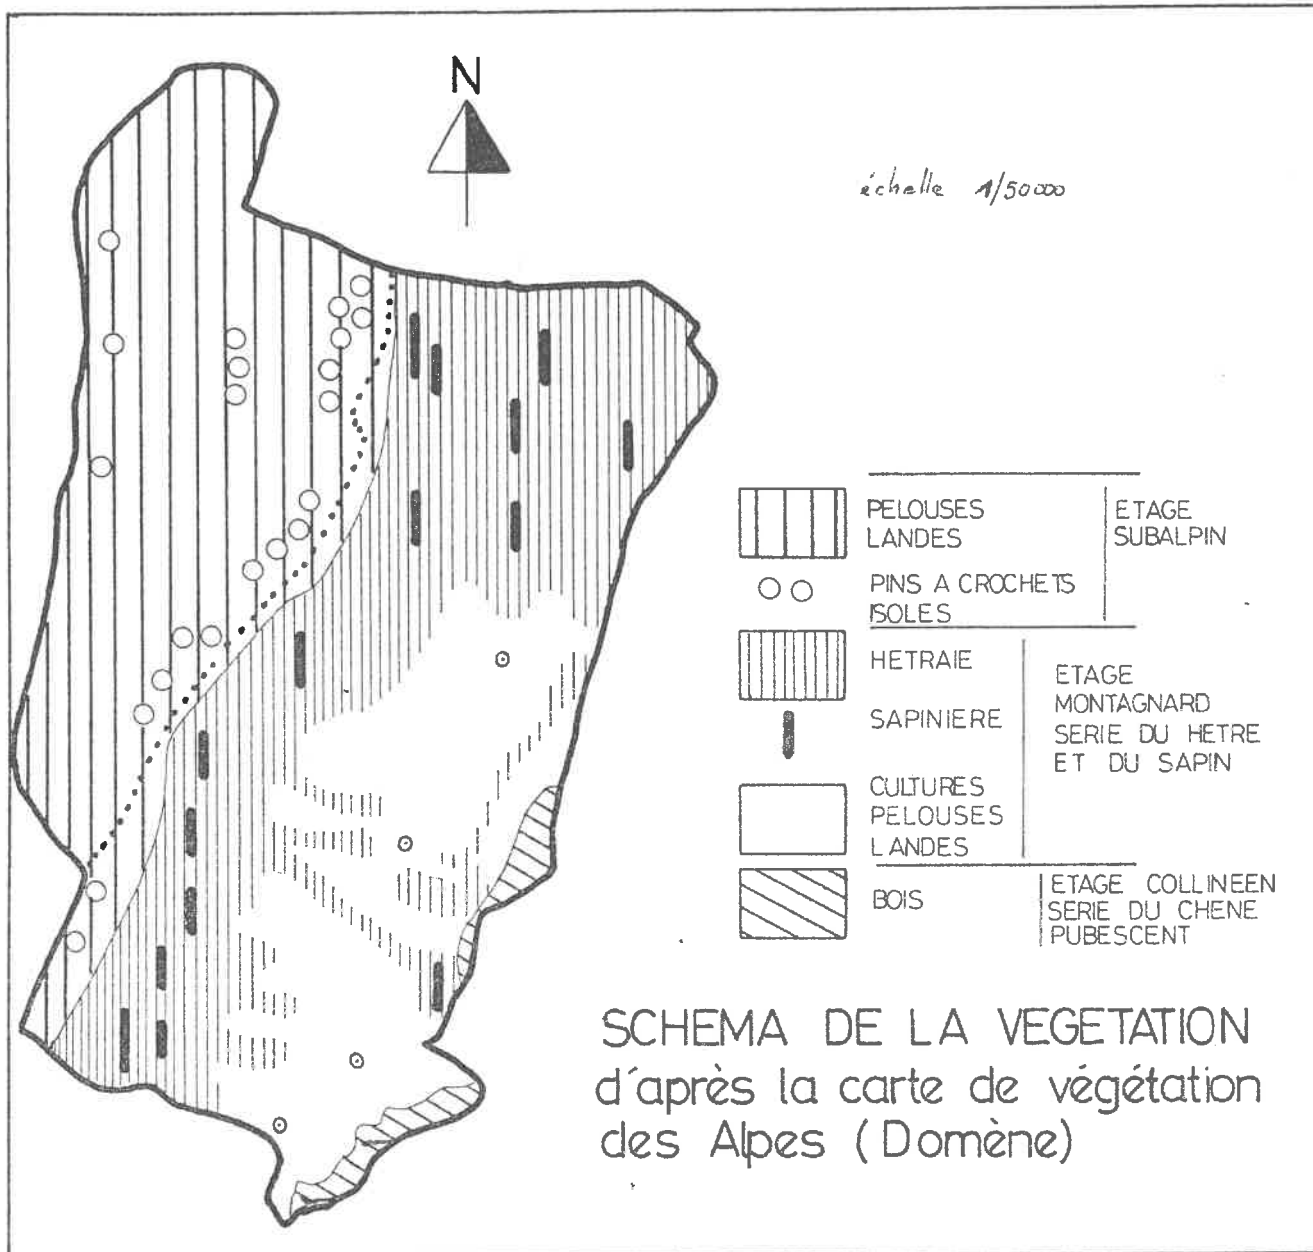 N
échelle 1/50000
PELOUSES
LANDES
ETAGE
SUBALPIN
PINS A CROCHETS
ISOLES
HETRAIE
SAPINIERE
ETAGE
MONTAGNARD
SERIE DU HETRE
ET DU SAPIN
CULTURES
PELOUSES
LANDES
BOIS
ETAGE COLLINEEN
SERIE DU CHENE
PUBESCENT
SCHEMA DE LA VEGETATION
d'après la carte de végétation
des Alpes (Domène)